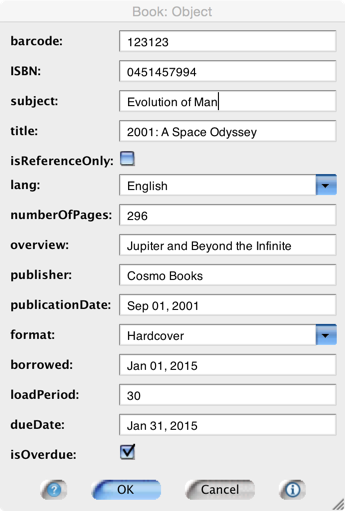 Book: Object
barcode: 123123
ISBN: 0451457994
subject: Evolution of Man
title: 2001: A Space Odyssey
isReferenceOnly:
lang: English
numberOfPages: 296
overview: Jupiter and Beyond the Infinite
publisher: Cosmo Books
publicationDate: Sep 01, 2001
format: Hardcover
borrowed: Jan 01, 2015
loadPeriod: 30
dueDate: Jan 31, 2015
isOverdue:
? OK Cancel i